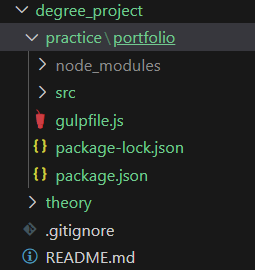 degree_project
practice\portfolio
node_modules
src
gulpfile.js
package-lock.json
package.json
theory
.gitignore
README.md